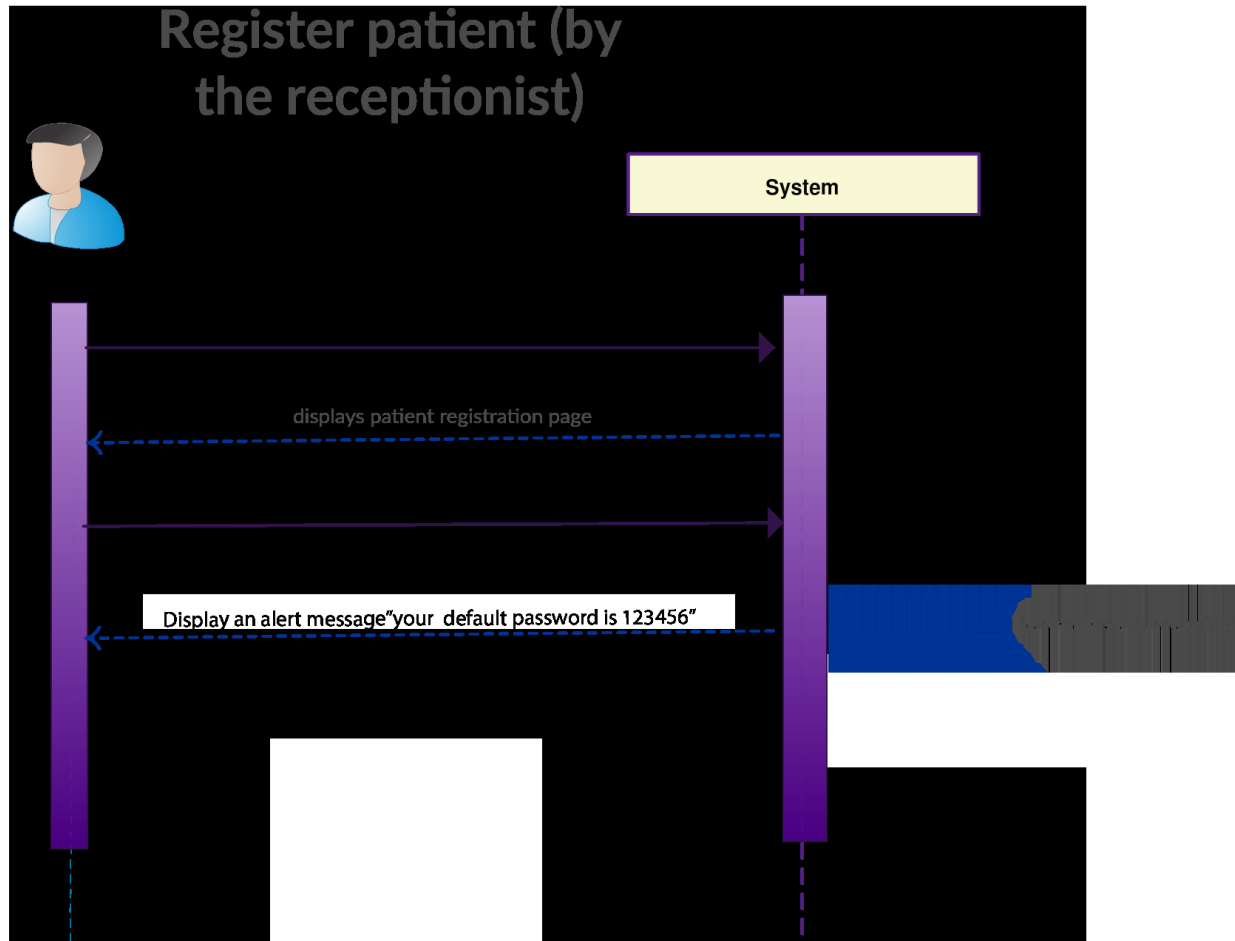 Register patient (by
the receptionist)
System
displays patient registration page
Display an alert message"your  default password is 123456"